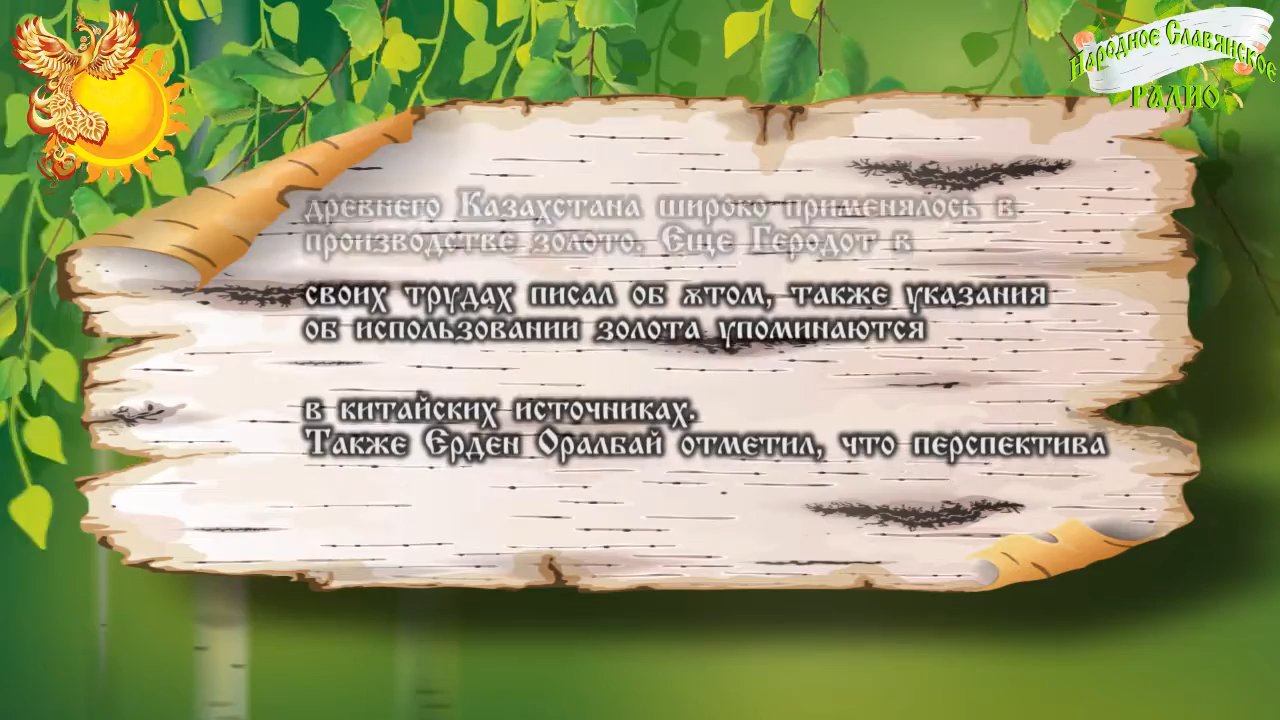 Народное Славянское
РАДИО
древнего Казахстана широко применялось в
производстве золото. Еще Геродот в
своих трудах писал об этом, также указания
об использовании золота упоминаются
в китайских источниках.
Также Ерден Оралбай отметил, что перспектива